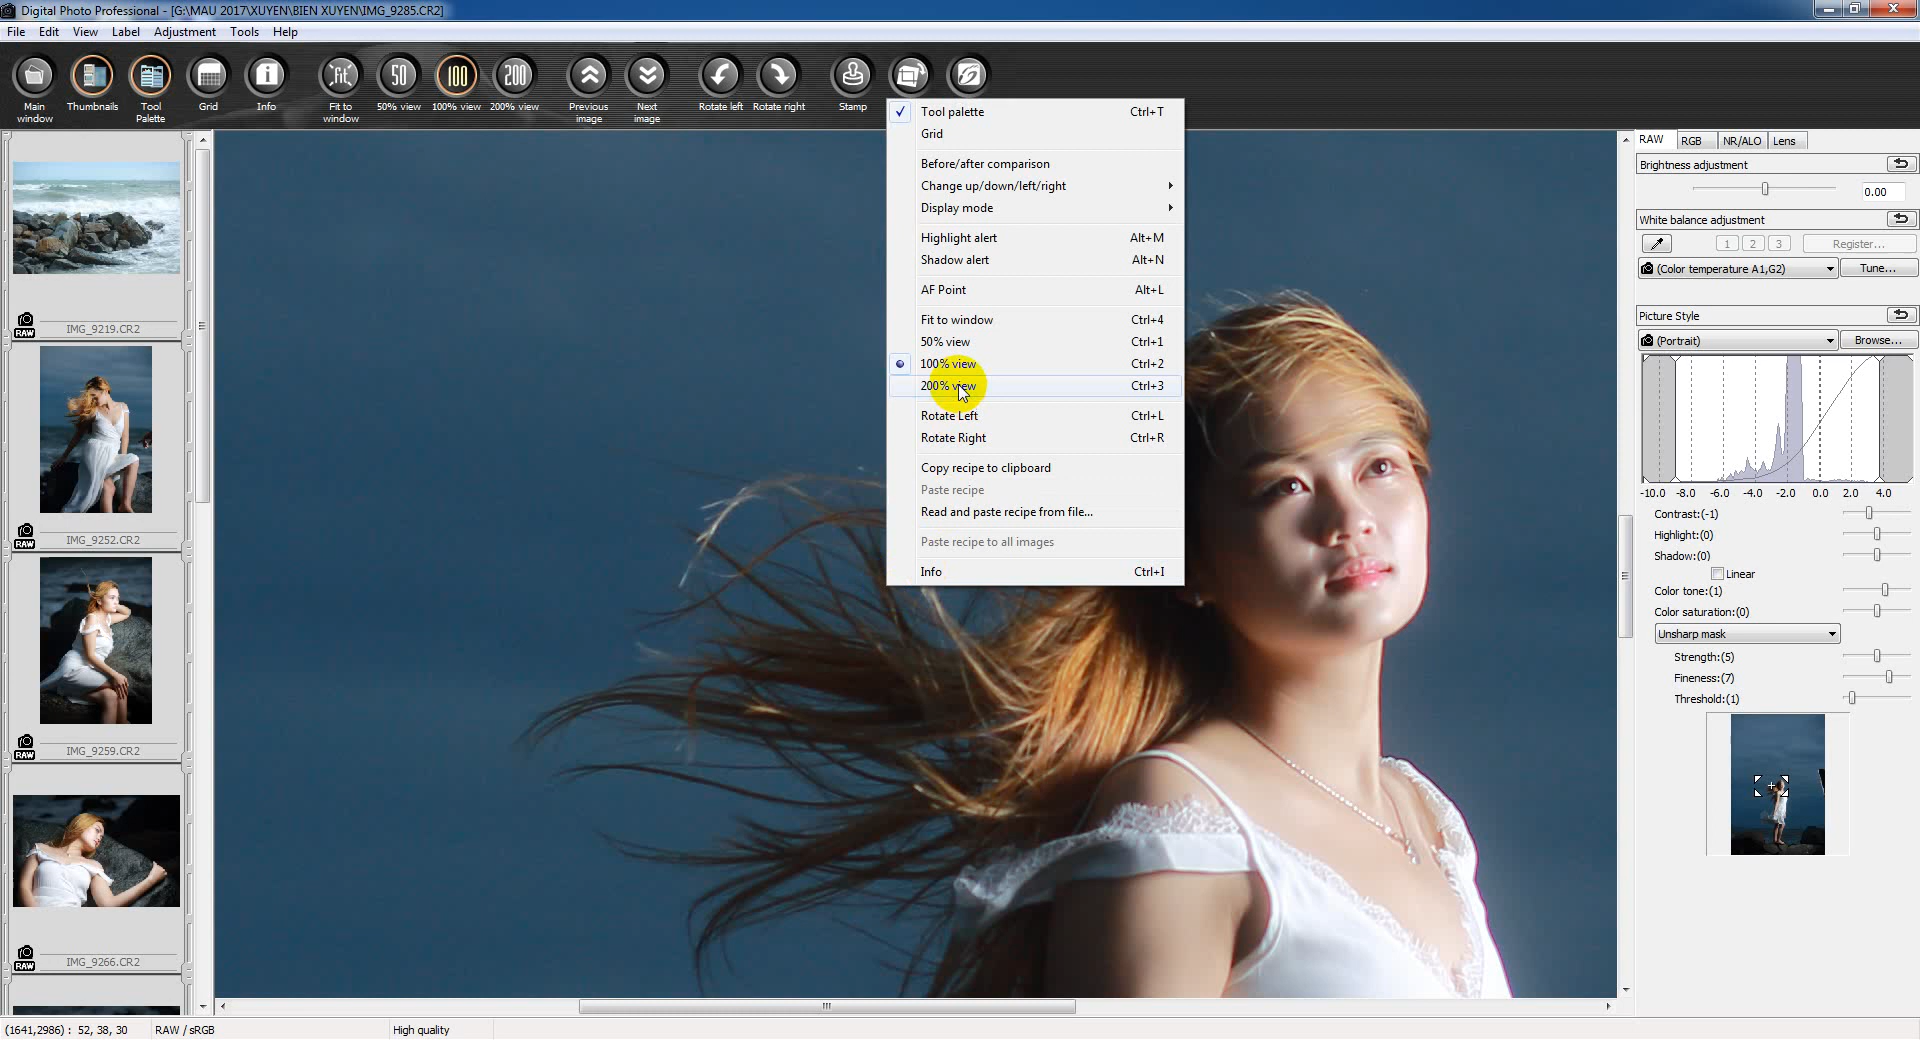 Digital Photo Professional - [G:\MAU 2017\XUYEN\BIEN XUYEN\IMG_9285.CR2]
File Edit View Label Adjustment Tools Help
Main window
Thumbnails
Tool Palette
Grid
Info
fit
Fit to window
50
50% view
100
100% view
200
200% view
Previous image
Next image
Rotate left
Rotate right
Stamp
RAW IMG_9219.CR2
RAW IMG_9252.CR2
RAW IMG_9259.CR2
RAW IMG_9266.CR2
Tool palette Ctrl+T
Grid
Before/after comparison
Change up/down/left/right
Display mode
Highlight alert Alt+M
Shadow alert Alt+N
AF Point Alt+L
Fit to window Ctrl+4
50% view Ctrl+1
100% view Ctrl+2
200% view Ctrl+3
Rotate Left Ctrl+L
Rotate Right Ctrl+R
Copy recipe to clipboard
Paste recipe
Read and paste recipe from file...
Paste recipe to all images
Info Ctrl+I
RAW RGB NR/ALO Lens
Brightness adjustment
0.00
White balance adjustment
1 2 3 Register...
(Color temperature A1,G2) Tune...
Picture Style
(Portrait) Browse...
-10.0 -8.0 -6.0 -4.0 -2.0 0.0 2.0 4.0
Contrast:(-1)
Highlight:(0)
Shadow:(0)
Linear
Color tone:(1)
Color saturation:(0)
Unsharp mask
Strength:(5)
Fineness:(7)
Threshold:(1)
(1641,2986) : 52, 38, 30 RAW / sRGB High quality